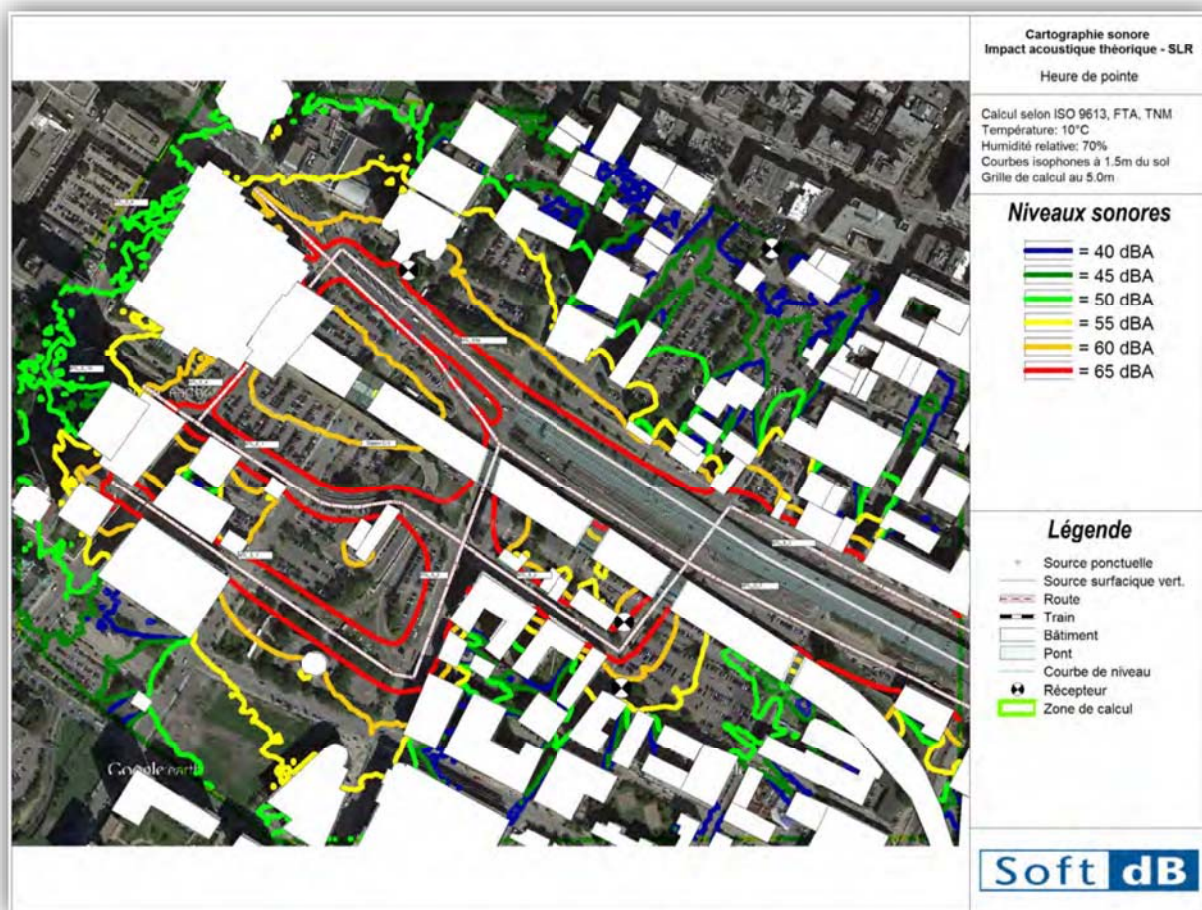 Cartographie sonore
Impact acoustique théorique - SLR
Heure de pointe
Calcul selon ISO 9613, FTA, TNM
Température: 10°C
Humidité relative: 70%
Courbes isophones à 1.5m du sol
Grille de calcul au 5.0m
Niveaux sonores
= 40 dBA
= 45 dBA
= 50 dBA
= 55 dBA
= 60 dBA
= 65 dBA
Légende
Source ponctuelle
Source surfacique vert.
Route
Train
Bâtiment
Pont
Courbe de niveau
Récepteur
Zone de calcul
Google earth
Soft dB